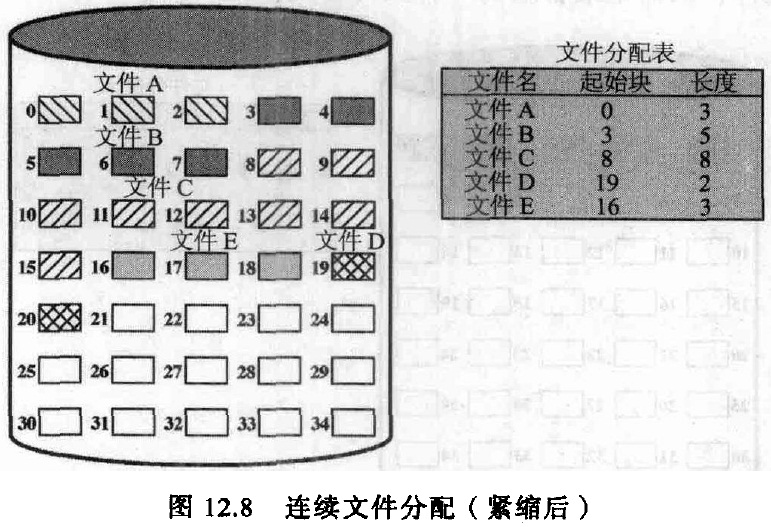 文件 A
0 1 2 3 4
文件 B
5 6 7 8 9
文件 C
10 11 12 13 14
文件 E 文件 D
15 16 17 18 19
20 21 22 23 24
25 26 27 28 29
30 31 32 33 34
文件分配表
文件名 起始块 长度
文件 A 0 3
文件 B 3 5
文件 C 8 8
文件 D 19 2
文件 E 16 3
图 12.8 连续文件分配（紧缩后）